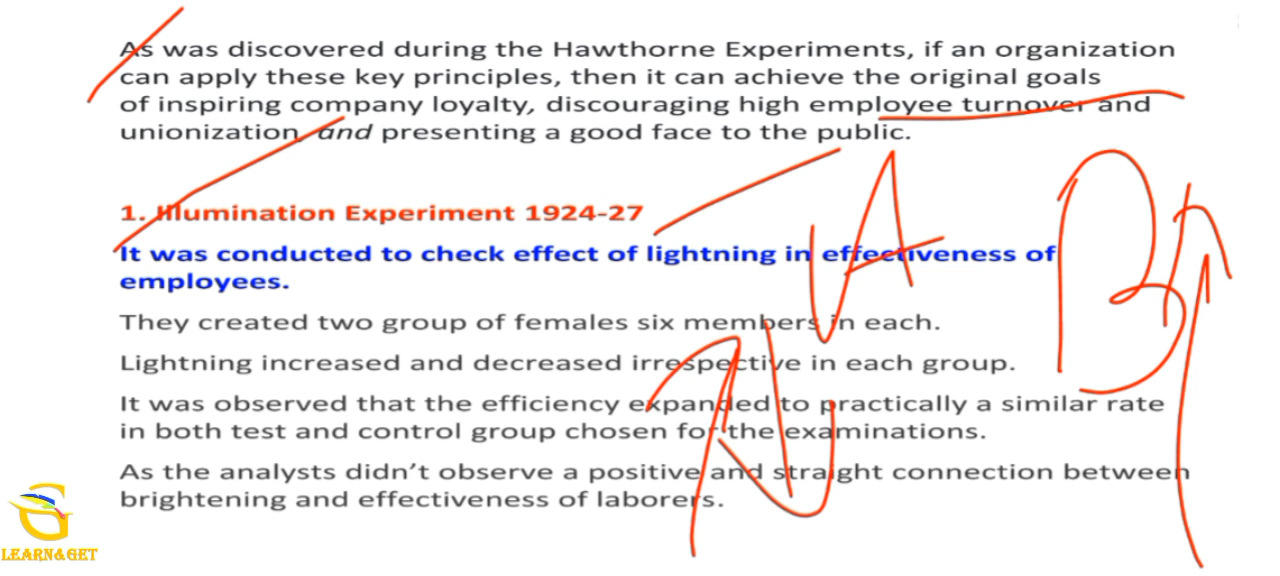 As was discovered during the Hawthorne Experiments, if an organization
can apply these key principles, then it can achieve the original goals
of inspiring company loyalty, discouraging high employee turnover and
unionization, and presenting a good face to the public.
1. Illumination Experiment 1924-27
It was conducted to check effect of lightning in effectiveness of
employees.
They created two group of females six members in each.
Lightning increased and decreased irrespective in each group.
It was observed that the efficiency expanded to practically a similar rate
in both test and control group chosen for the examinations.
As the analysts didn't observe a positive and straight connection between
brightening and effectiveness of laborers.
A B
LEARN&GET